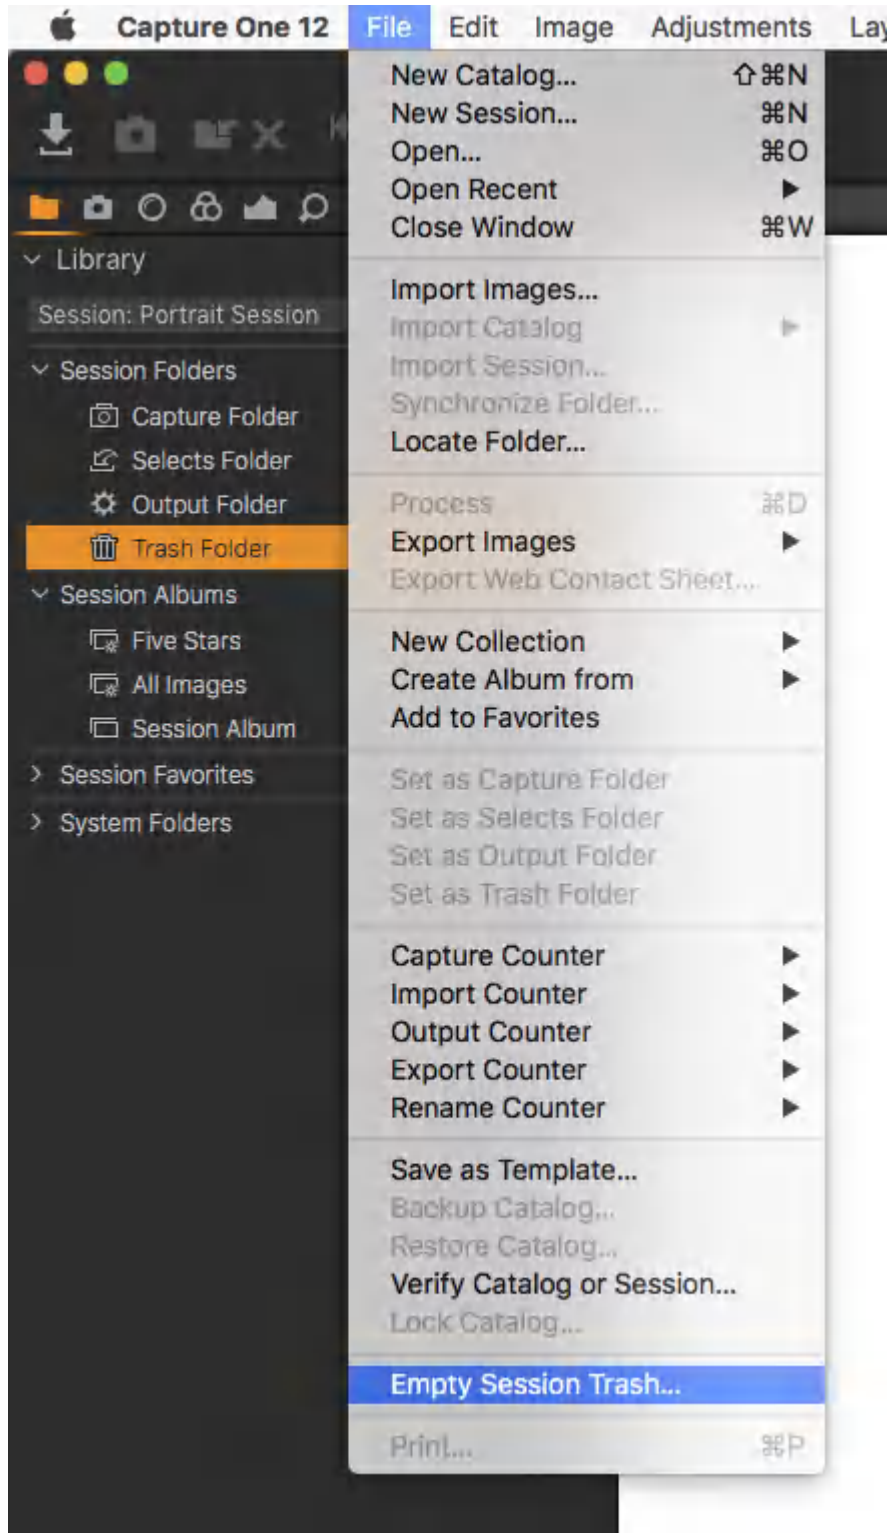 Capture One 12 File Edit Image Adjustments Lay
New Catalog... ⇧⌘N
New Session... ⌘N
Open... ⌘O
Open Recent ▶
Close Window ⌘W
Library
Session: Portrait Session
Session Folders
Capture Folder
Selects Folder
Output Folder
Trash Folder
Session Albums
Five Stars
All Images
Session Album
Session Favorites
System Folders
Import Images...
Import Catalog ▶
Import Session...
Synchronize Folder...
Locate Folder...
Process ⌘D
Export Images ▶
Export Web Contact Sheet...
New Collection ▶
Create Album from ▶
Add to Favorites
Set as Capture Folder
Set as Selects Folder
Set as Output Folder
Set as Trash Folder
Capture Counter ▶
Import Counter ▶
Output Counter ▶
Export Counter ▶
Rename Counter ▶
Save as Template...
Backup Catalog...
Restore Catalog...
Verify Catalog or Session...
Lock Catalog...
Empty Session Trash...
Print... ⌘P